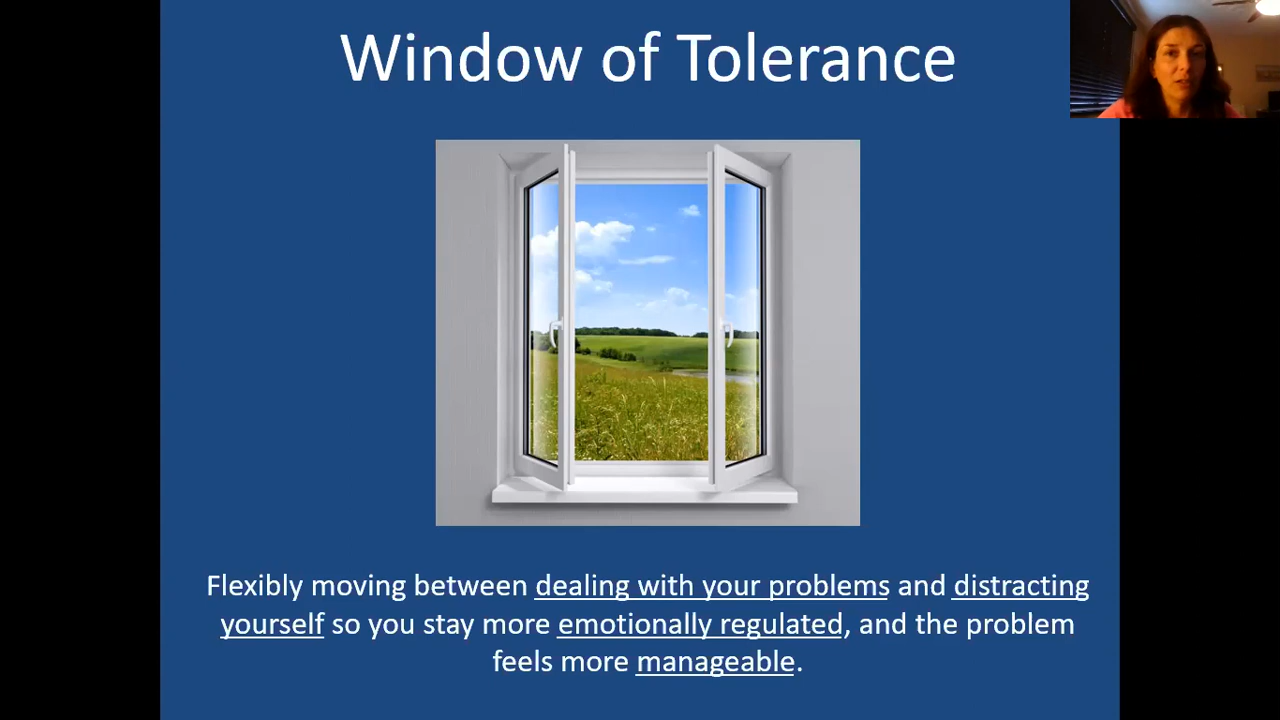 Window of Tolerance
Flexibly moving between dealing with your problems and distracting
yourself so you stay more emotionally regulated, and the problem
feels more manageable.